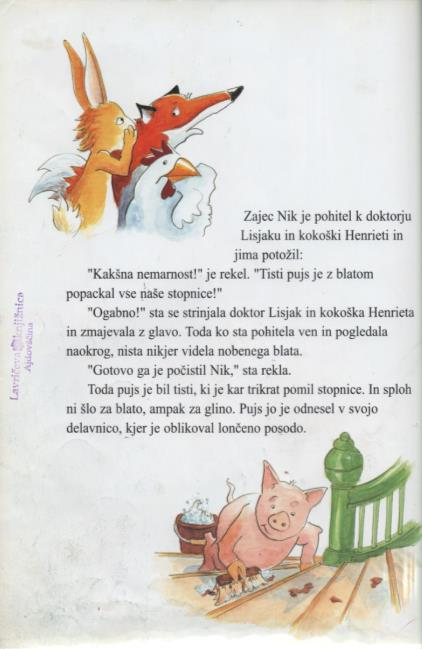 Zajec Nik je pohitel k doktorju
Lisjaku in kokoški Henrieti in
jima potožil:
"Kakšna nemarnost!" je rekel. "Tisti pujs je z blatom
popackal vse naše stopnice!"
"Ogabno!" sta se strinjala doktor Lisjak in kokoška Henrieta
in zmajevala z glavo. Toda ko sta pohitela ven in pogledala
naokrog, nista nikjer videla nobenega blata.
"Gotovo ga je počistil Nik," sta rekla.
Toda pujs je bil tisti, ki je kar trikrat pomil stopnice. In sploh
ni šlo za blato, ampak za glino. Pujs jo je odnesel v svojo
delavnico, kjer je oblikoval lončeno posodo.
Lavričeva knjižnica
Ajdovščina